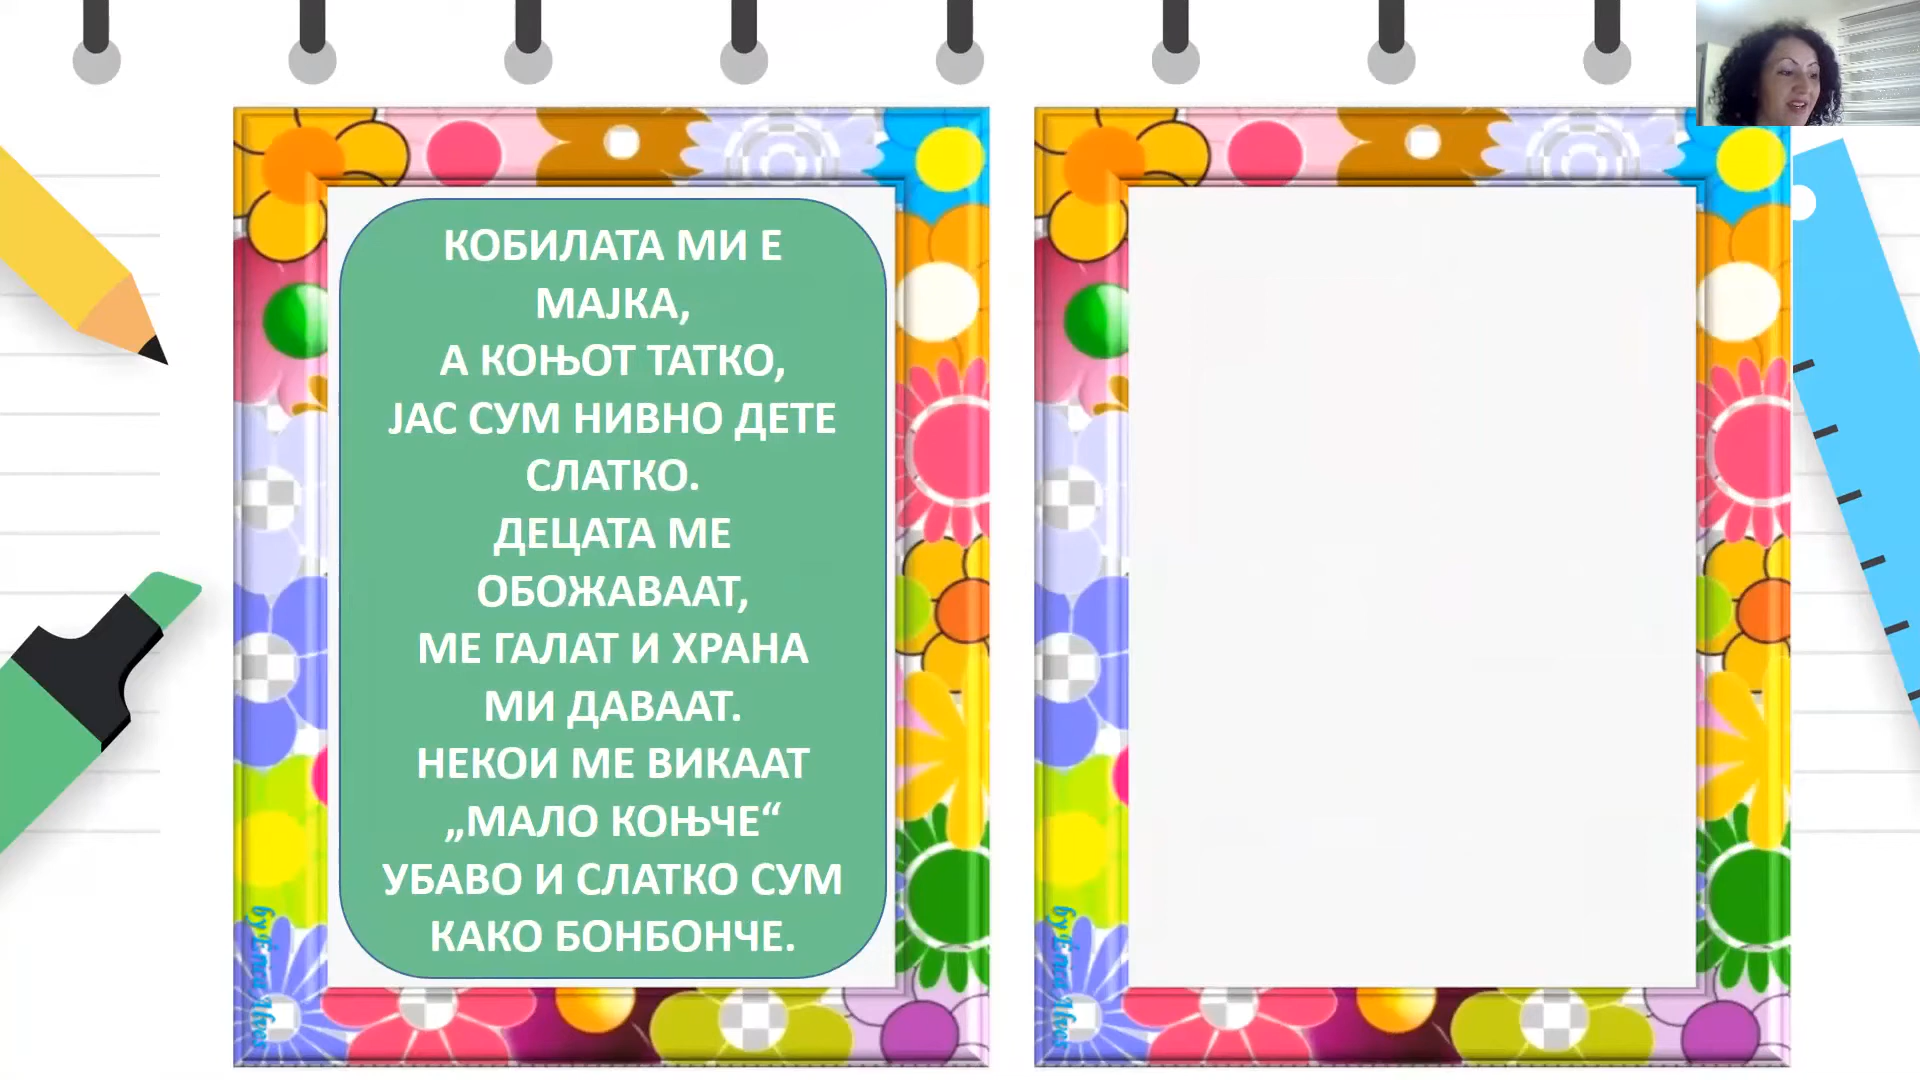 КОБИЛАТА МИ Е
МАЈКА,
А КОЊОТ ТАТКО,
ЈАС СУМ НИВНО ДЕТЕ
СЛАТКО.
ДЕЦАТА МЕ
ОБОЖАВААТ,
МЕ ГАЛАТ И ХРАНА
МИ ДАВААТ.
НЕКОИ МЕ ВИКААТ
„МАЛО КОЊЧЕ“
УБАВО И СЛАТКО СУМ
КАКО БОНБОНЧЕ.